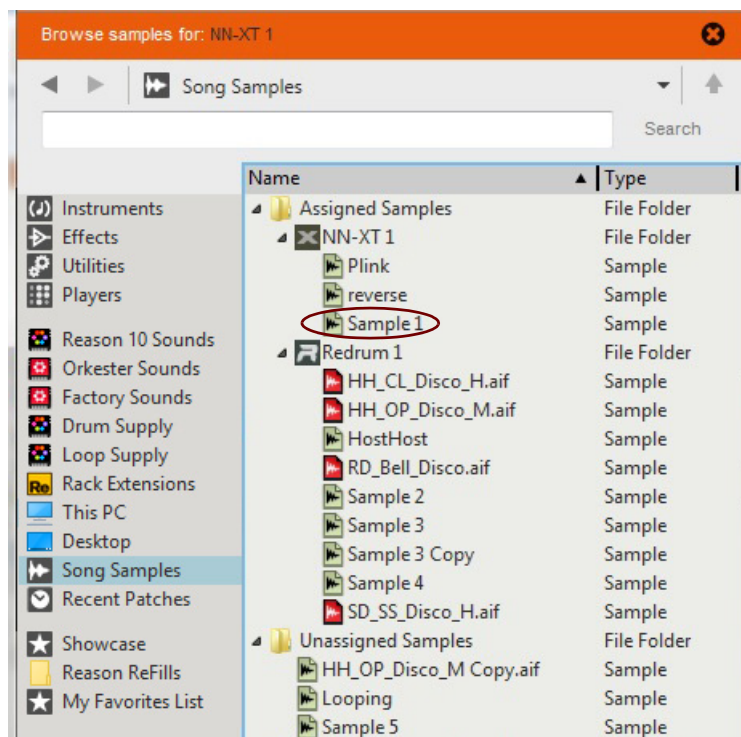 Browse samples for: NN-XT 1
Song Samples
Search
Name Type
Instruments
Effects
Utilities
Players
Reason 10 Sounds
Orkester Sounds
Factory Sounds
Drum Supply
Loop Supply
Re Rack Extensions
This PC
Desktop
Song Samples
Recent Patches
Showcase
Reason ReFills
My Favorites List
Assigned Samples File Folder
NN-XT 1 File Folder
Plink Sample
reverse Sample
Sample 1 Sample
Redrum 1 File Folder
HH_CL_Disco_H.aif Sample
HH_OP_Disco_M.aif Sample
HostHost Sample
RD_Bell_Disco.aif Sample
Sample 2 Sample
Sample 3 Sample
Sample 3 Copy Sample
Sample 4 Sample
SD_SS_Disco_H.aif Sample
Unassigned Samples File Folder
HH_OP_Disco_M Copy.aif Sample
Looping Sample
Sample 5 Sample